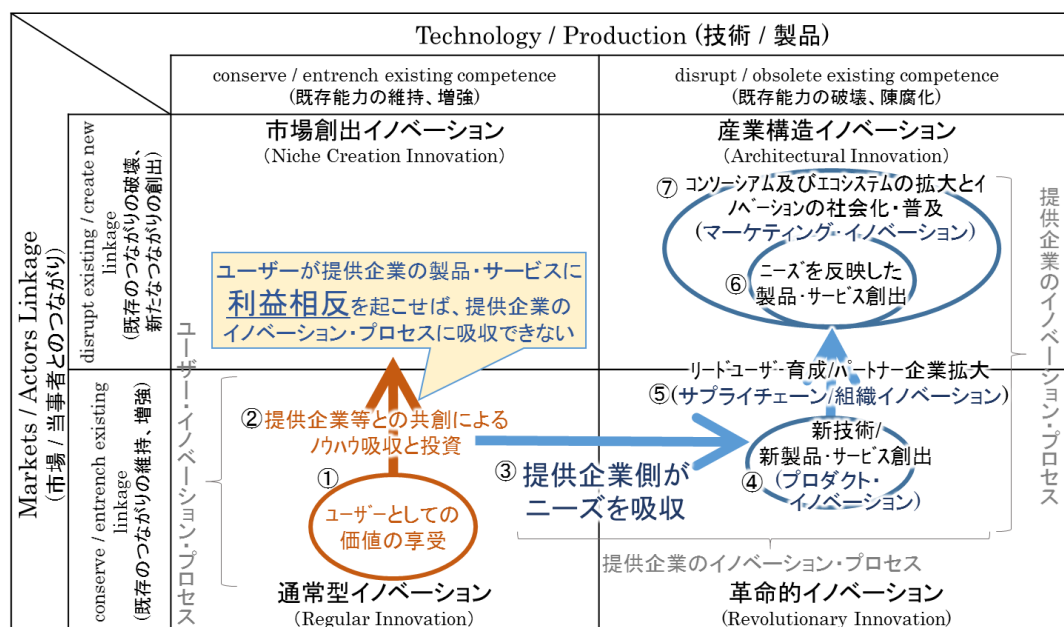 Technology / Production (技術 / 製品)
conserve / entrench existing competence
(既存能力の維持、増強)
disrupt / obsolete existing competence
(既存能力の破壊、陳腐化)
Markets / Actors Linkage
(市場 / 当事者とのつながり)
disrupt existing / create new
linkage
(既存のつながりの破壊、
新たなつながりの創出)
conserve / entrench existing
linkage
(既存のつながりの維持、増強)
市場創出イノベーション
(Niche Creation Innovation)
産業構造イノベーション
(Architectural Innovation)
⑦ コンソーシアム及びエコシステムの拡大とイ
ノベーションの社会化・普及
(マーケティング・イノベーション)
⑥ ニーズを反映した
製品・サービス創出
ユーザーが提供企業の製品・サービスに
利益相反を起こせば、提供企業の
イノベーション・プロセスに吸収できない
リードユーザー育成/パートナー企業拡大
⑤(サプライチェーン/組織イノベーション)
② 提供企業等との共創による
ノウハウ吸収と投資
①
ユーザーとしての
価値の享受
③ 提供企業側が
ニーズを吸収
新技術/
新製品・サービス創出
④ (プロダクト・
イノベーション)
ユーザー・イノベーション・プロセス
提供企業のイノベーション・プロセス
提供企業のイノベーション・プロセス
通常型イノベーション
(Regular Innovation)
革命的イノベーション
(Revolutionary Innovation)